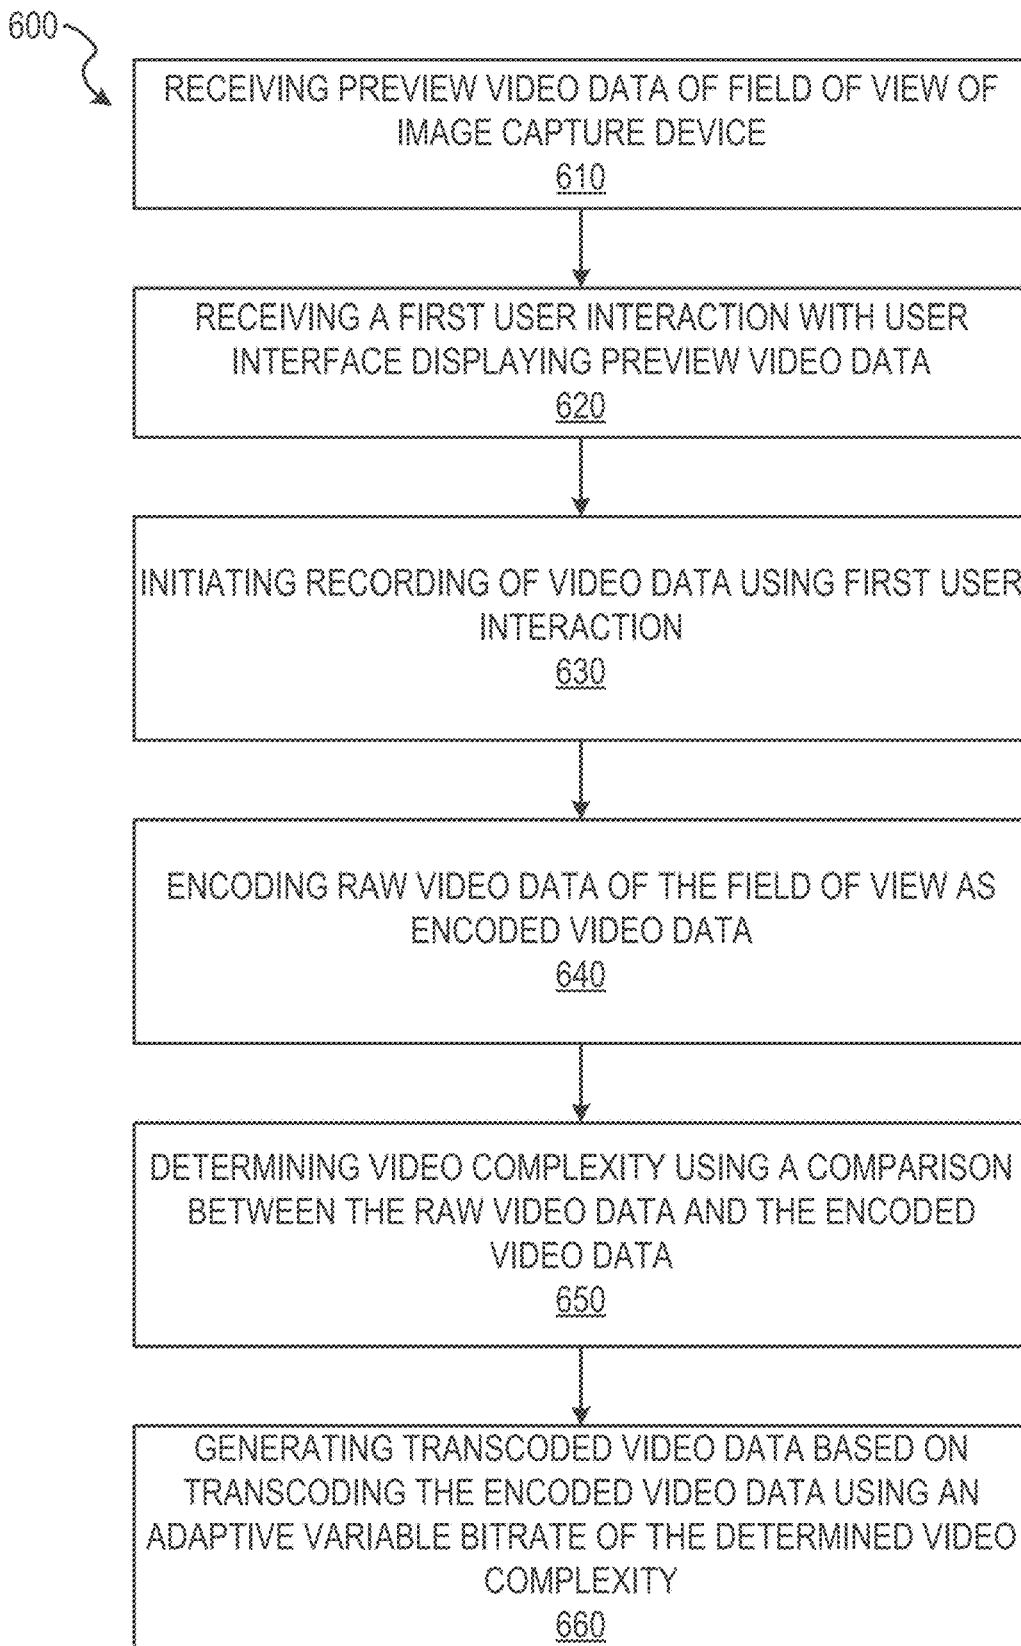 600
RECEIVING PREVIEW VIDEO DATA OF FIELD OF VIEW OF
IMAGE CAPTURE DEVICE
610
RECEIVING A FIRST USER INTERACTION WITH USER
INTERFACE DISPLAYING PREVIEW VIDEO DATA
620
INITIATING RECORDING OF VIDEO DATA USING FIRST USER
INTERACTION
630
ENCODING RAW VIDEO DATA OF THE FIELD OF VIEW AS
ENCODED VIDEO DATA
640
DETERMINING VIDEO COMPLEXITY USING A COMPARISON
BETWEEN THE RAW VIDEO DATA AND THE ENCODED
VIDEO DATA
650
GENERATING TRANSCODED VIDEO DATA BASED ON
TRANSCODING THE ENCODED VIDEO DATA USING AN
ADAPTIVE VARIABLE BITRATE OF THE DETERMINED VIDEO
COMPLEXITY
660